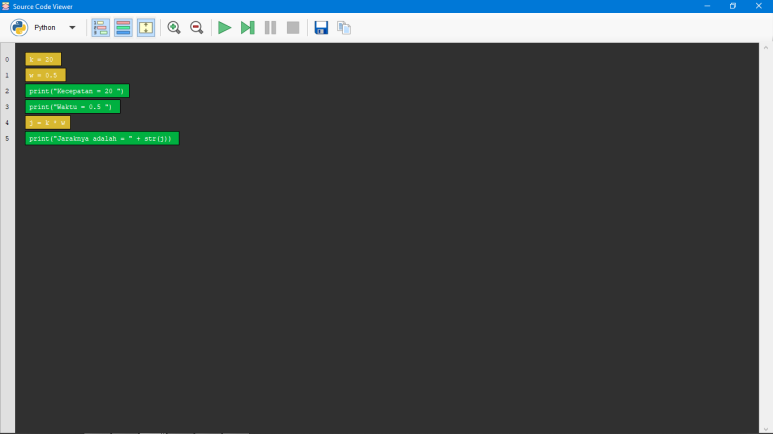 Source Code Viewer
Python
0 k = 20
1 w = 0.5
2 print("Kecepatan = 20 ")
3 print("Waktu = 0.5 ")
4 j = k * w
5 print("Jaraknya adalah = " + str(j))